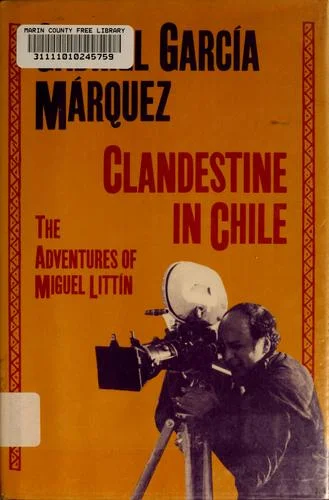 MARIN COUNTY FREE LIBRARY
31111010245759
GARCÍA
MÁRQUEZ
CLANDESTINE
IN CHILE
THE
ADVENTURES OF
MIGUEL LITTÍN